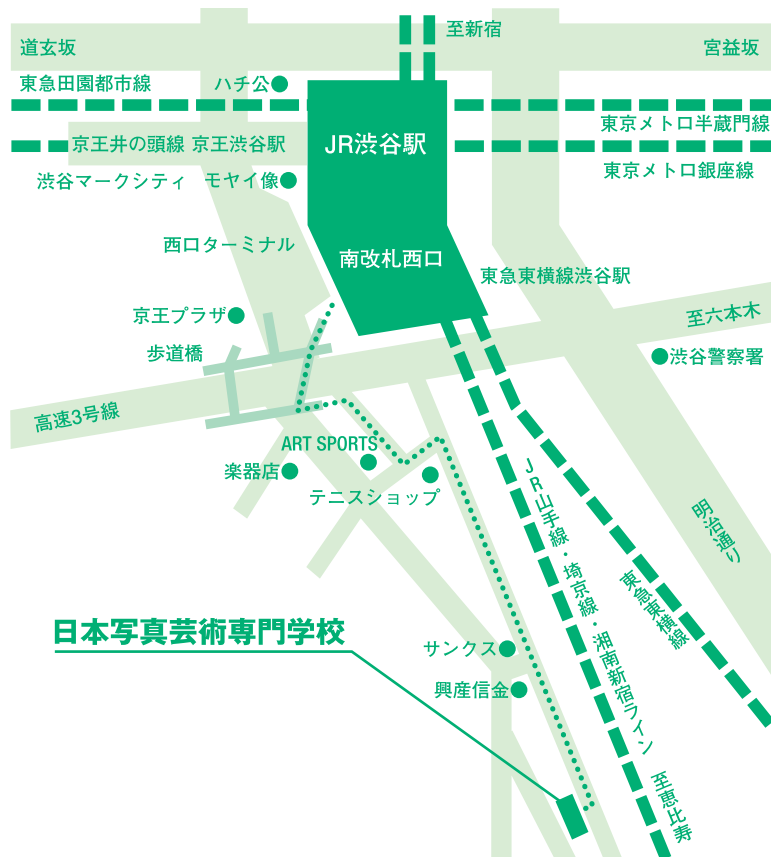 至新宿
道玄坂
宮益坂
東急田園都市線
ハチ公
東京メトロ半蔵門線
京王井の頭線 京王渋谷駅
JR渋谷駅
東京メトロ銀座線
渋谷マークシティ
モヤイ像
西口ターミナル
南改札西口
東急東横線渋谷駅
京王プラザ
至六本木
歩道橋
渋谷警察署
高速3号線
ART SPORTS
楽器店
テニスショップ
JR山手線・埼京線・湘南新宿ライン 至恵比寿
明治通り
東急東横線
日本写真芸術専門学校
サンクス
興産信金